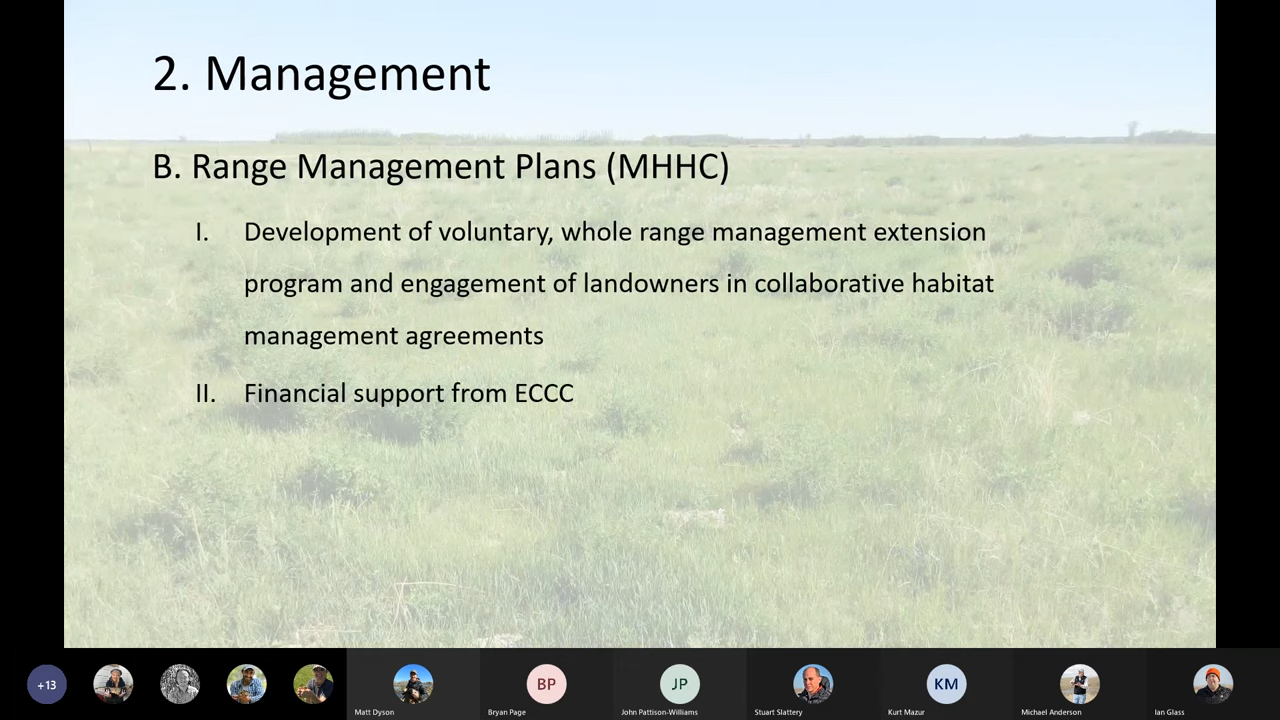 2. Management
B. Range Management Plans (MHHC)
I. Development of voluntary, whole range management extension
program and engagement of landowners in collaborative habitat
management agreements
II. Financial support from ECCC
+13
BP
JP
KM
Matt Dyson
Bryan Page
John Pattison-Williams
Stuart Slattery
Kurt Mazur
Michael Anderson
Ian Glass